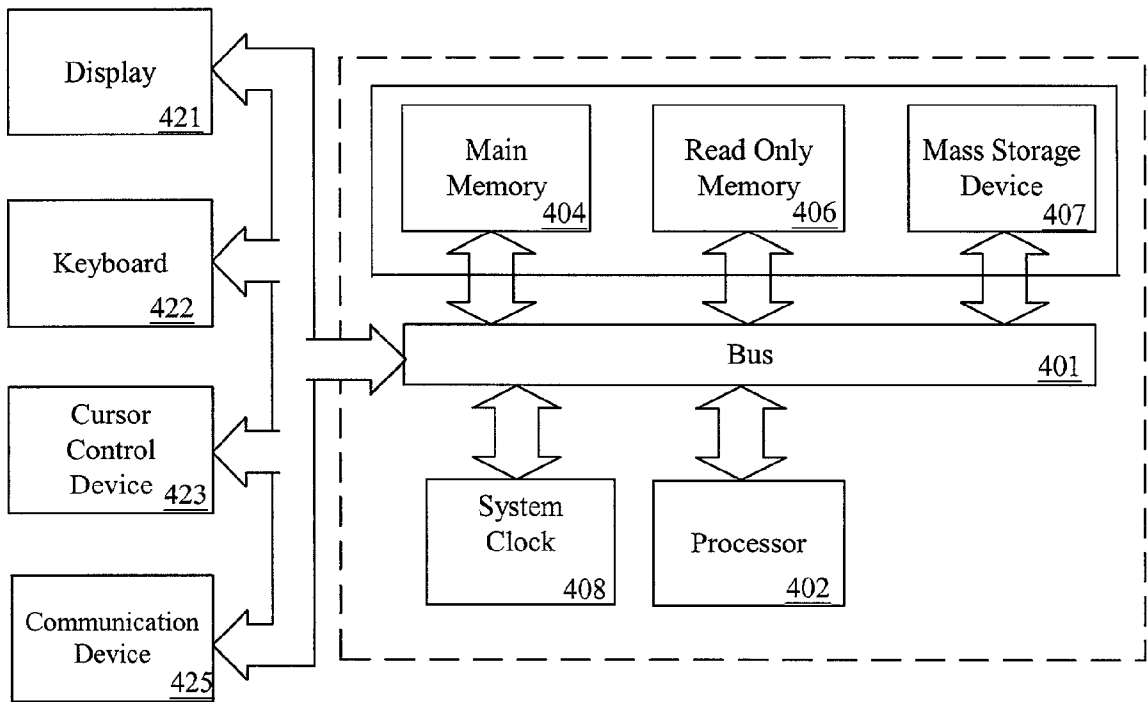 Display
421
Keyboard
422
Cursor
Control
Device
423
Communication
Device
425
Main
Memory
404
Read Only
Memory
406
Mass Storage
Device
407
Bus
401
System
Clock
408
Processor
402